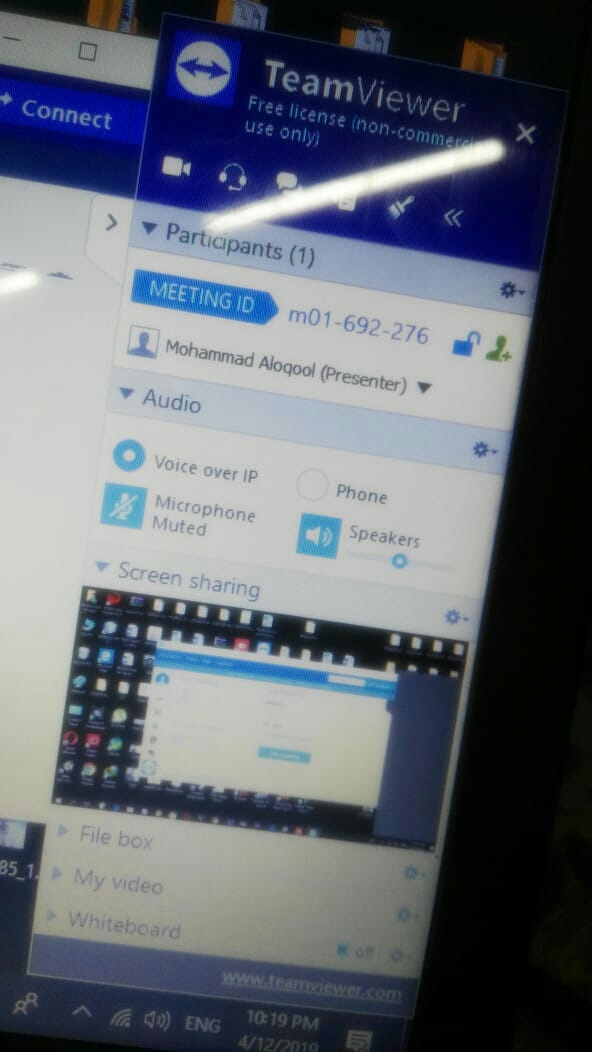 TeamViewer
Free license (non-commercial
use only)
Connect
Participants (1)
MEETING ID m01-692-276
Mohammad Aloqool (Presenter)
Audio
Voice over IP
Phone
Microphone
Muted
Speakers
Screen sharing
File box
My video
Whiteboard
off
85_1.
www.teamviewer.com
ENG
10:19 PM
4/12/2019